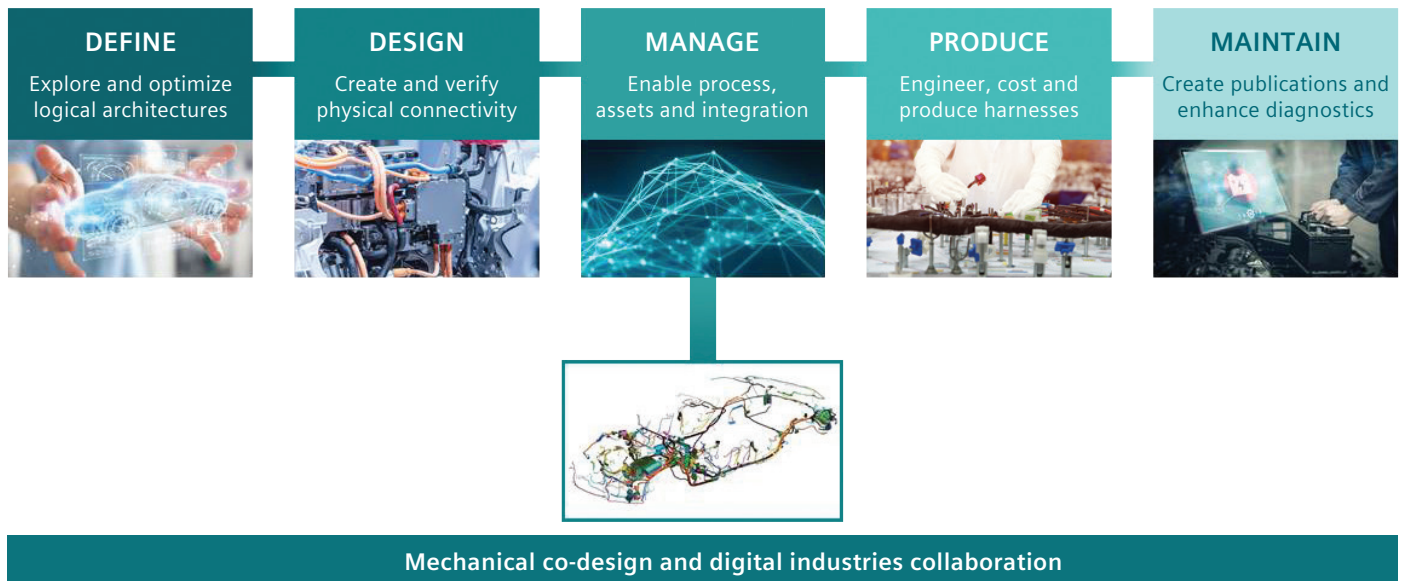 DEFINE
Explore and optimize
logical architectures
DESIGN
Create and verify
physical connectivity
MANAGE
Enable process,
assets and integration
PRODUCE
Engineer, cost and
produce harnesses
MAINTAIN
Create publications and
enhance diagnostics
Mechanical co-design and digital industries collaboration